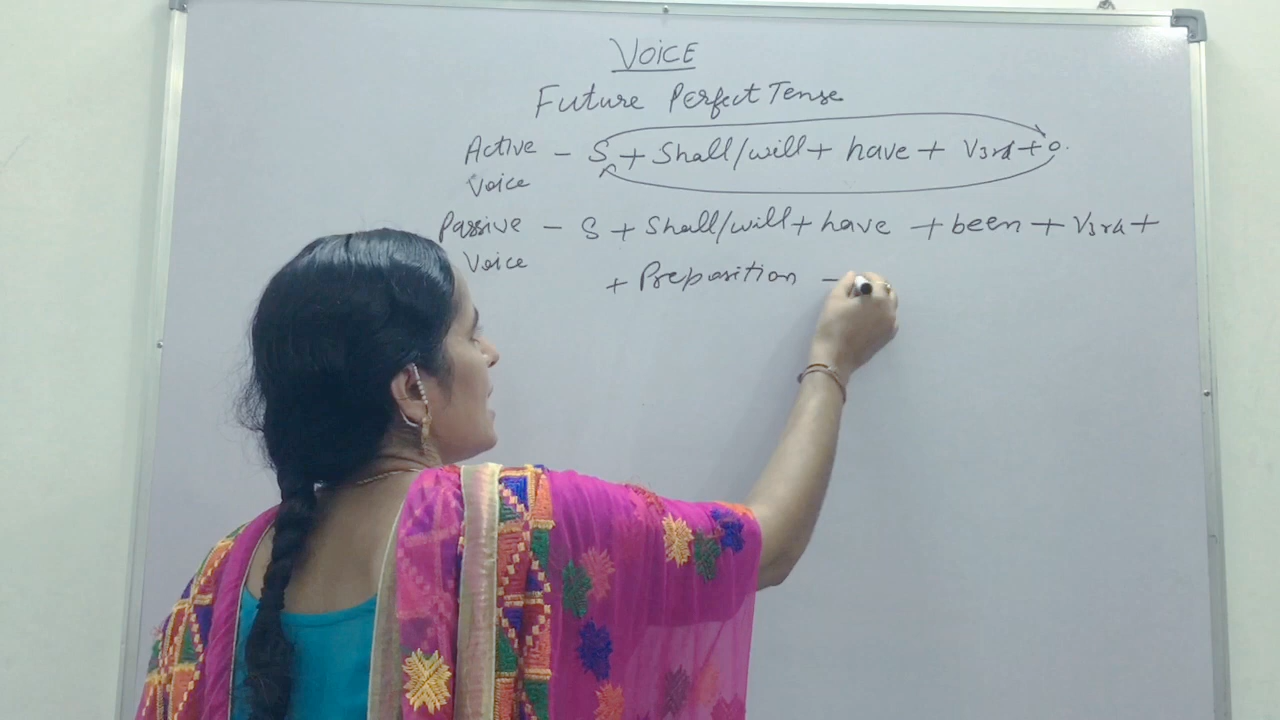 VOICE
Future Perfect Tense
Active - S + Shall/will + have + V3rd + o.
Voice
Passive - S + Shall/will + have + been + V3rd +
Voice
+ Preposition -